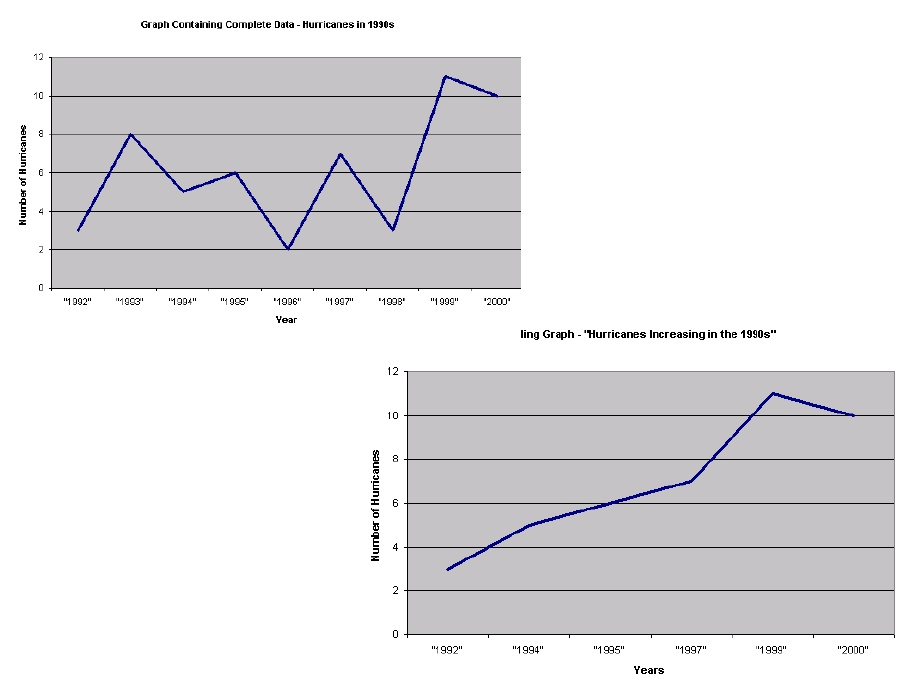 Graph Containing Complete Data - Hurricanes in 1990s
12
10
8
6
4
2
0
Number of Hurricanes
"1992" "1993" "1994" "1995" "1996" "1997" "1998" "1999" "2000"
Year
ling Graph - "Hurricanes Increasing in the 1990s"
12
10
8
6
4
2
0
Number of Hurricanes
"1992" "1994" "1995" "1997" "1999" "2000"
Years